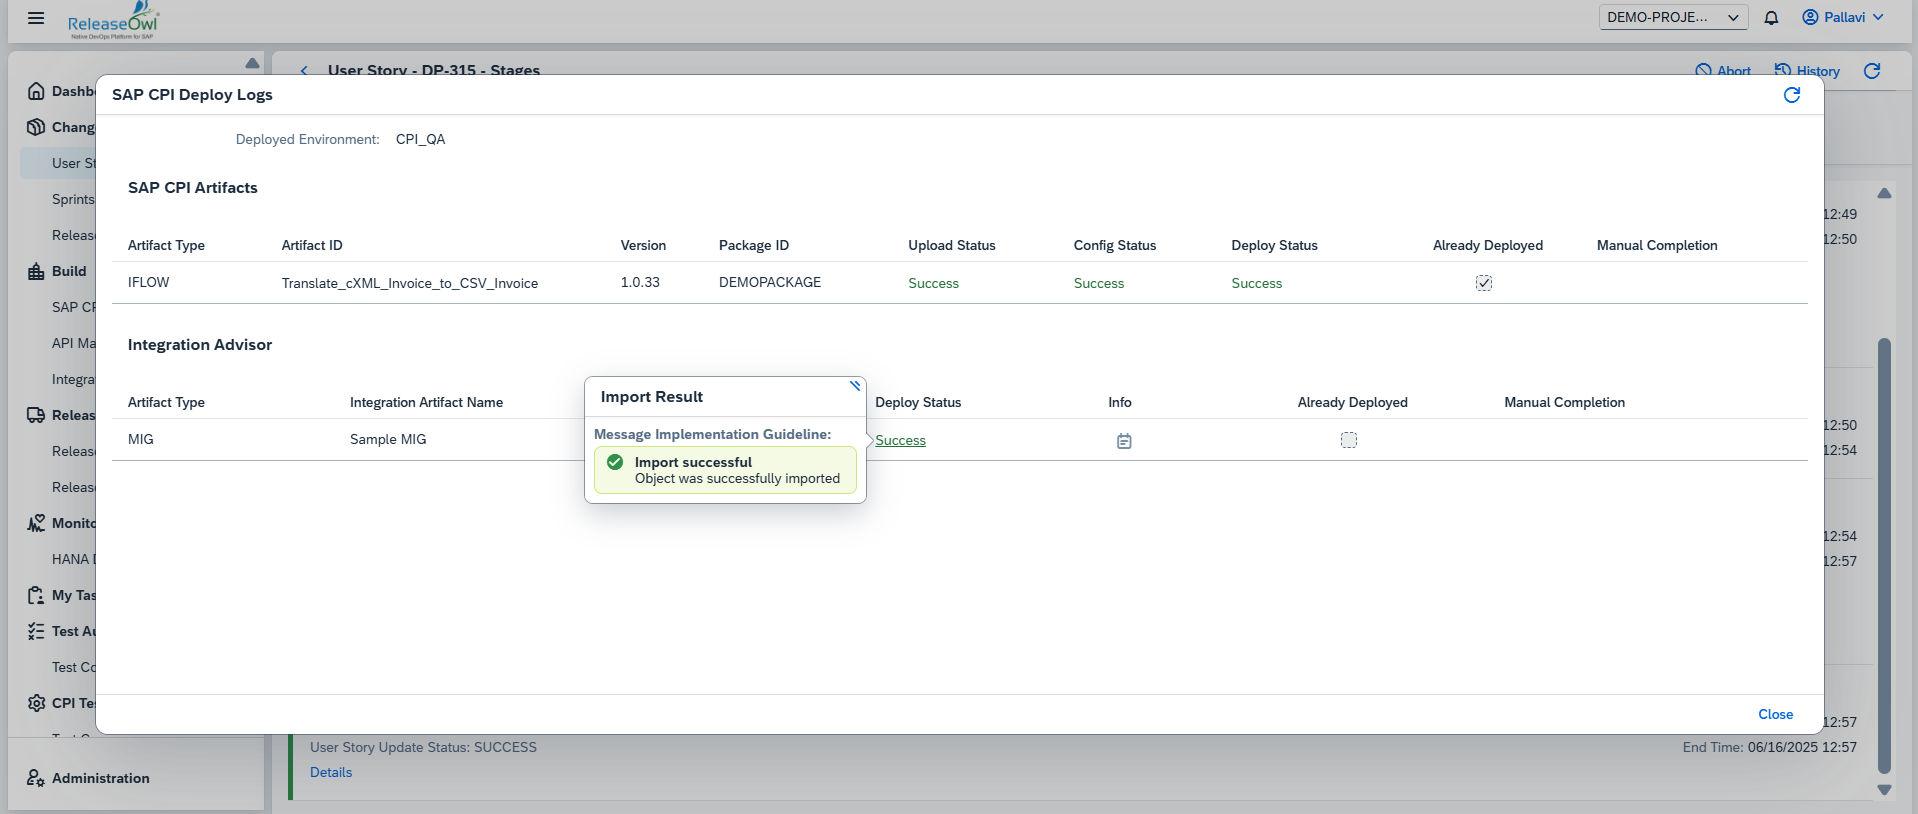 ReleaseOwl
Native DevOps Platform for SAP
DEMO-PROJE...
Pallavi
User Story - DP-315 - Stages
Abort
History
Dashb
Chang
User St
Sprints
Releas
Build
SAP CP
API Ma
Integra
Releas
Releas
Releas
Monito
HANA D
My Tas
Test Au
Test Co
CPI Tes
Administration
SAP CPI Deploy Logs
Deployed Environment: CPI_QA
SAP CPI Artifacts
Artifact Type Artifact ID Version Package ID Upload Status Config Status Deploy Status Already Deployed Manual Completion
IFLOW Translate_cXML_Invoice_to_CSV_Invoice 1.0.33 DEMOPACKAGE Success Success Success
Integration Advisor
Artifact Type Integration Artifact Name Deploy Status Info Already Deployed Manual Completion
MIG Sample MIG Success
Import Result
Message Implementation Guideline:
Import successful
Object was successfully imported
Close
12:49
12:50
12:50
12:54
12:54
12:57
12:57
User Story Update Status: SUCCESS
End Time: 06/16/2025 12:57
Details